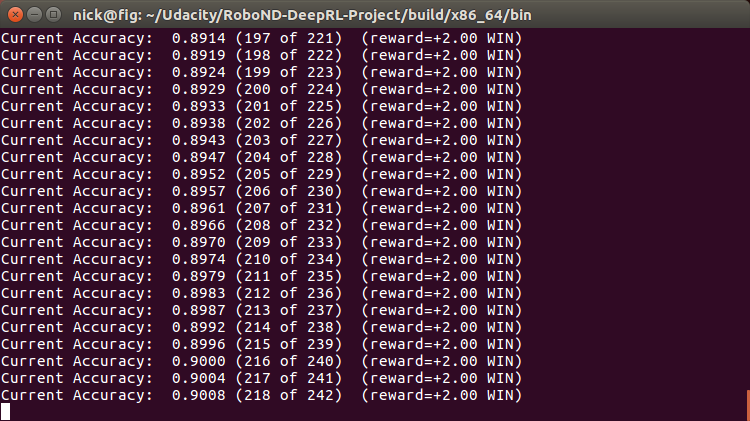 nick@fig: ~/Udacity/RoboND-DeepRL-Project/build/x86_64/bin
Current Accuracy:  0.8914 (197 of 221)  (reward=+2.00 WIN)
Current Accuracy:  0.8919 (198 of 222)  (reward=+2.00 WIN)
Current Accuracy:  0.8924 (199 of 223)  (reward=+2.00 WIN)
Current Accuracy:  0.8929 (200 of 224)  (reward=+2.00 WIN)
Current Accuracy:  0.8933 (201 of 225)  (reward=+2.00 WIN)
Current Accuracy:  0.8938 (202 of 226)  (reward=+2.00 WIN)
Current Accuracy:  0.8943 (203 of 227)  (reward=+2.00 WIN)
Current Accuracy:  0.8947 (204 of 228)  (reward=+2.00 WIN)
Current Accuracy:  0.8952 (205 of 229)  (reward=+2.00 WIN)
Current Accuracy:  0.8957 (206 of 230)  (reward=+2.00 WIN)
Current Accuracy:  0.8961 (207 of 231)  (reward=+2.00 WIN)
Current Accuracy:  0.8966 (208 of 232)  (reward=+2.00 WIN)
Current Accuracy:  0.8970 (209 of 233)  (reward=+2.00 WIN)
Current Accuracy:  0.8974 (210 of 234)  (reward=+2.00 WIN)
Current Accuracy:  0.8979 (211 of 235)  (reward=+2.00 WIN)
Current Accuracy:  0.8983 (212 of 236)  (reward=+2.00 WIN)
Current Accuracy:  0.8987 (213 of 237)  (reward=+2.00 WIN)
Current Accuracy:  0.8992 (214 of 238)  (reward=+2.00 WIN)
Current Accuracy:  0.8996 (215 of 239)  (reward=+2.00 WIN)
Current Accuracy:  0.9000 (216 of 240)  (reward=+2.00 WIN)
Current Accuracy:  0.9004 (217 of 241)  (reward=+2.00 WIN)
Current Accuracy:  0.9008 (218 of 242)  (reward=+2.00 WIN)